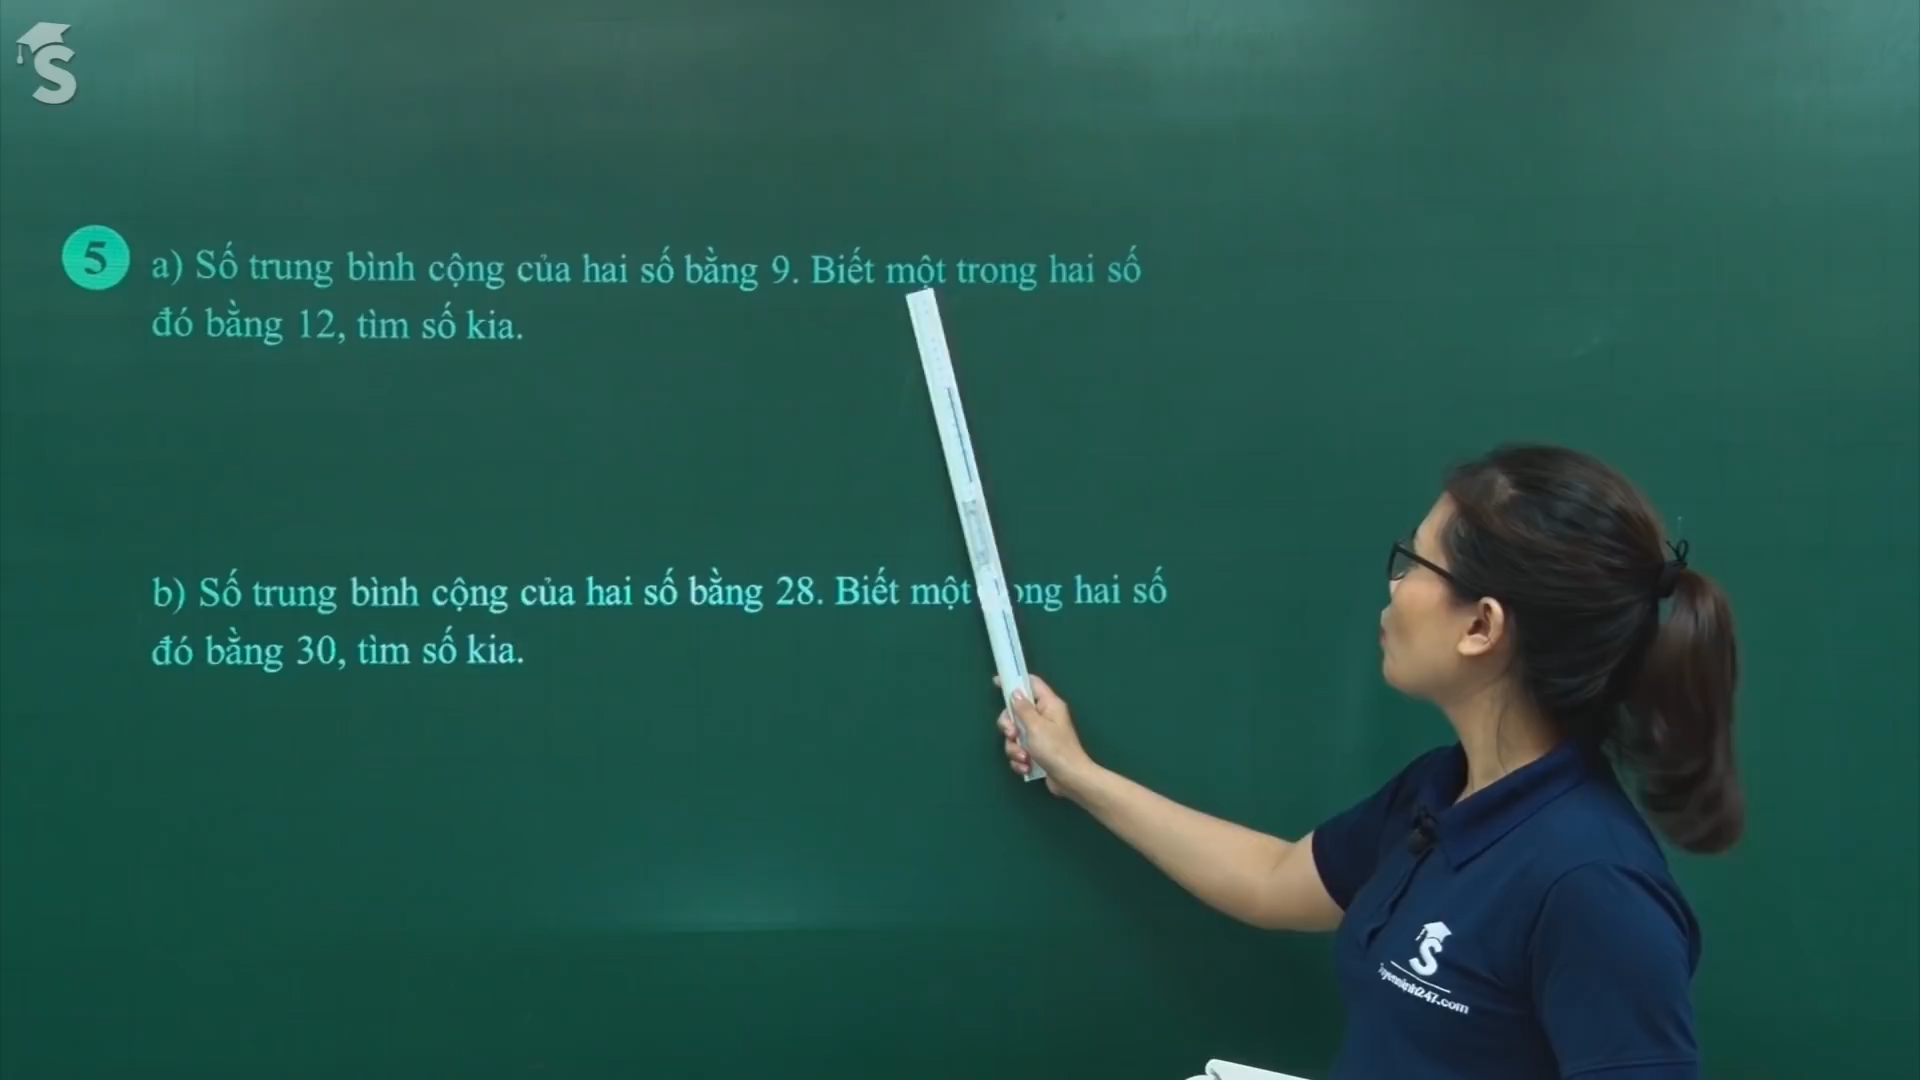 S
5
a) Số trung bình cộng của hai số bằng 9. Biết một trong hai số
đó bằng 12, tìm số kia.
b) Số trung bình cộng của hai số bằng 28. Biết một hai số
đó bằng 30, tìm số kia.
S